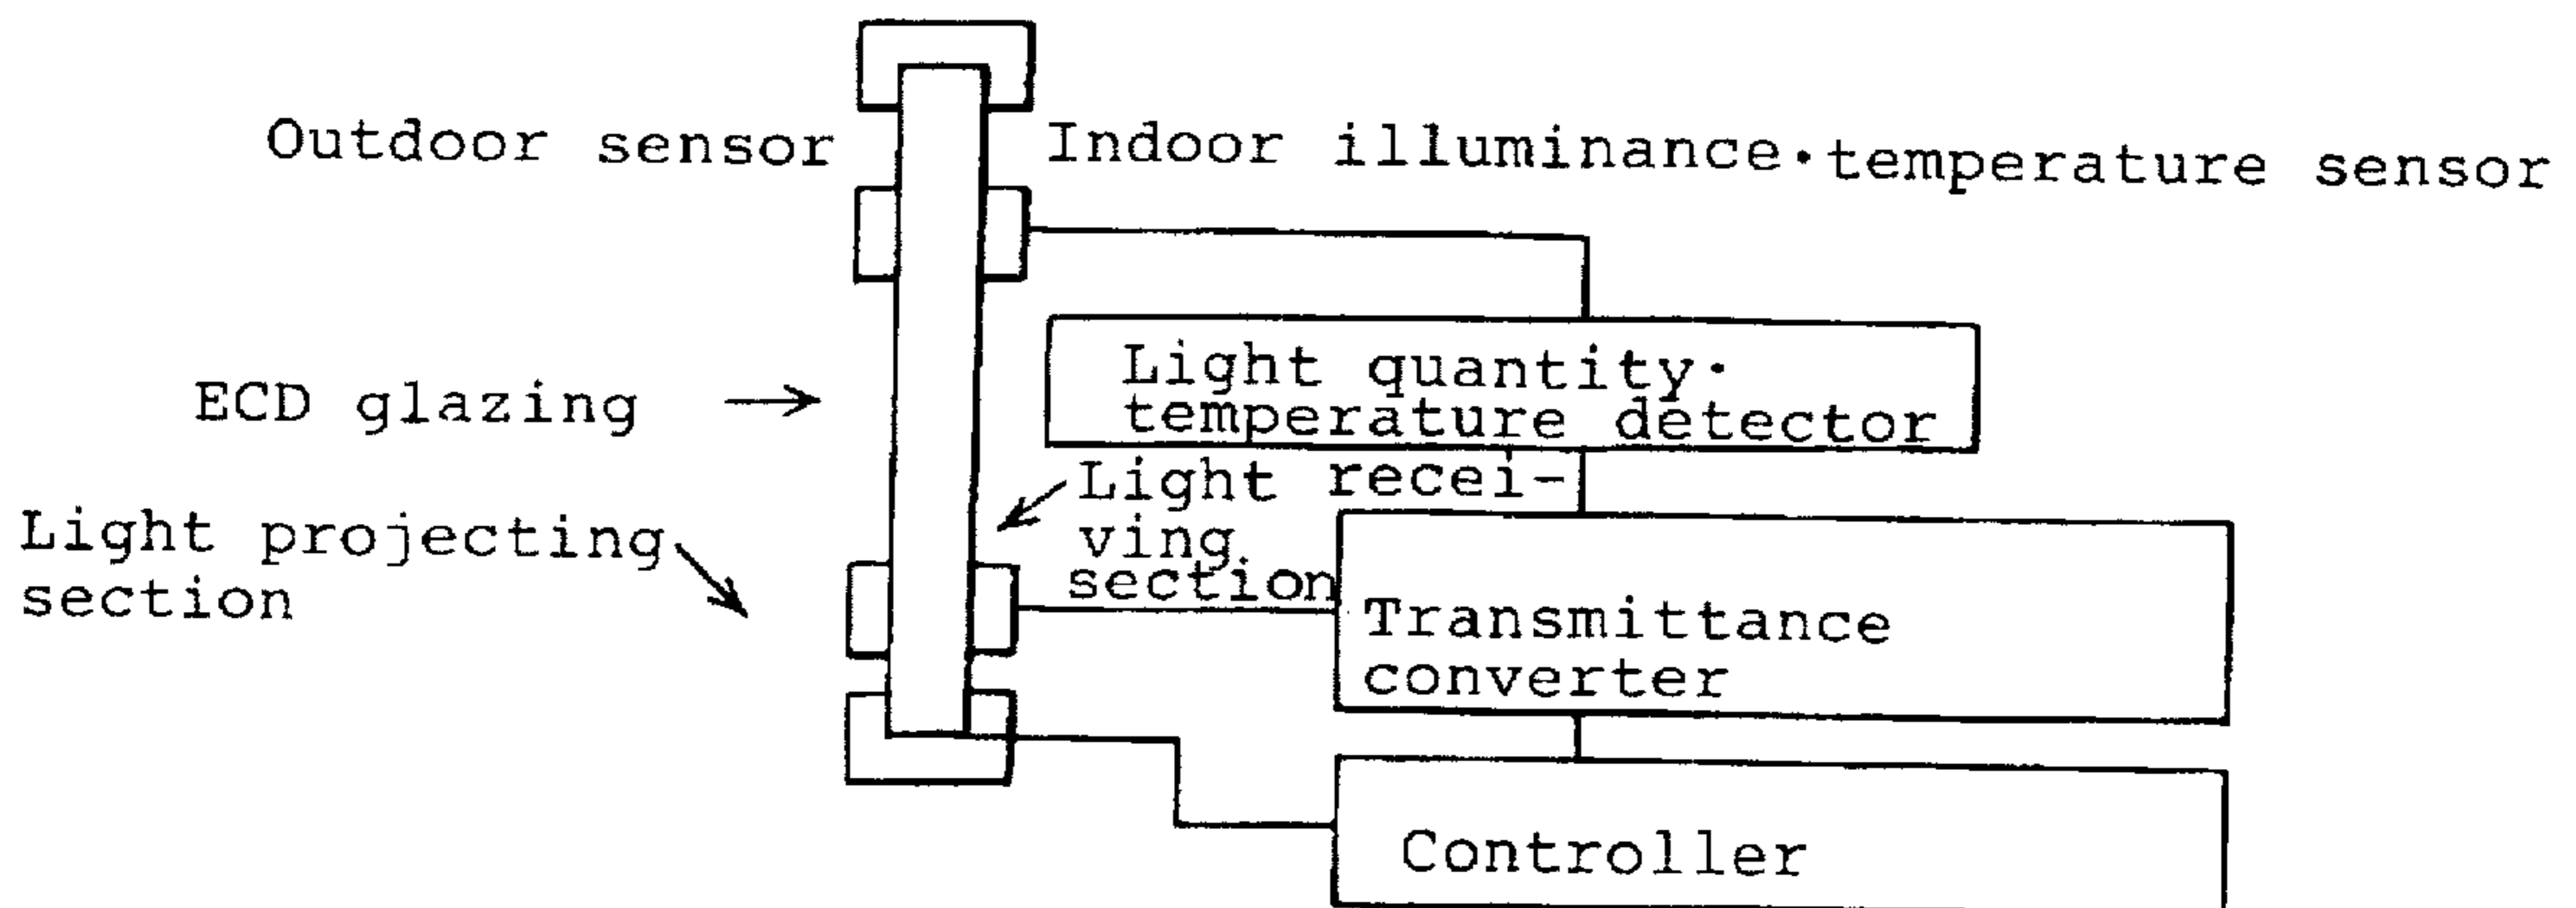 Outdoor sensor
Indoor illuminance·temperature sensor
Light quantity·
temperature detector
ECD glazing
Light recei-
ving
section
Light projecting
section
Transmittance
converter
Controller